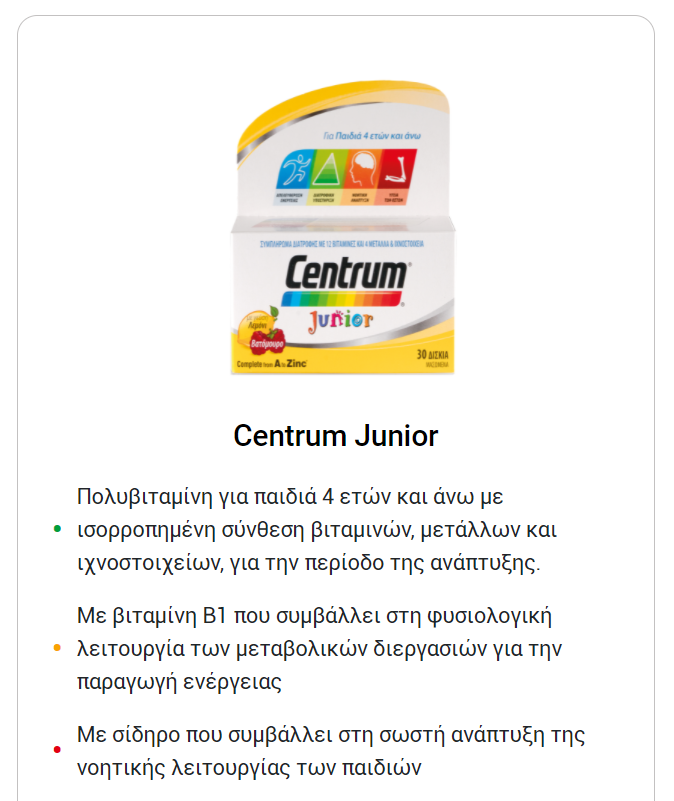 Για Παιδιά 4 ετών και άνω
ΣΥΜΠΛΗΡΩΜΑ ΔΙΑΤΡΟΦΗΣ ΜΕ 12 ΒΙΤΑΜΙΝΕΣ ΚΑΙ 4 ΜΕΤΑΛΛΑ & ΙΧΝΟΣΤΟΙΧΕΙΑ
Centrum®
Junior
Λεμόνι
Βατόμουρο
Complete from A to Zinc®
30 ΔΙΣΚΙΑ
ΜΑΣΩΜΕΝΑ
Centrum Junior
Πολυβιταμίνη για παιδιά 4 ετών και άνω με
ισορροπημένη σύνθεση βιταμινών, μετάλλων και
ιχνοστοιχείων, για την περίοδο της ανάπτυξης.
Με βιταμίνη Β1 που συμβάλλει στη φυσιολογική
λειτουργία των μεταβολικών διεργασιών για την
παραγωγή ενέργειας
Με σίδηρο που συμβάλλει στη σωστή ανάπτυξη της
νοητικής λειτουργίας των παιδιών